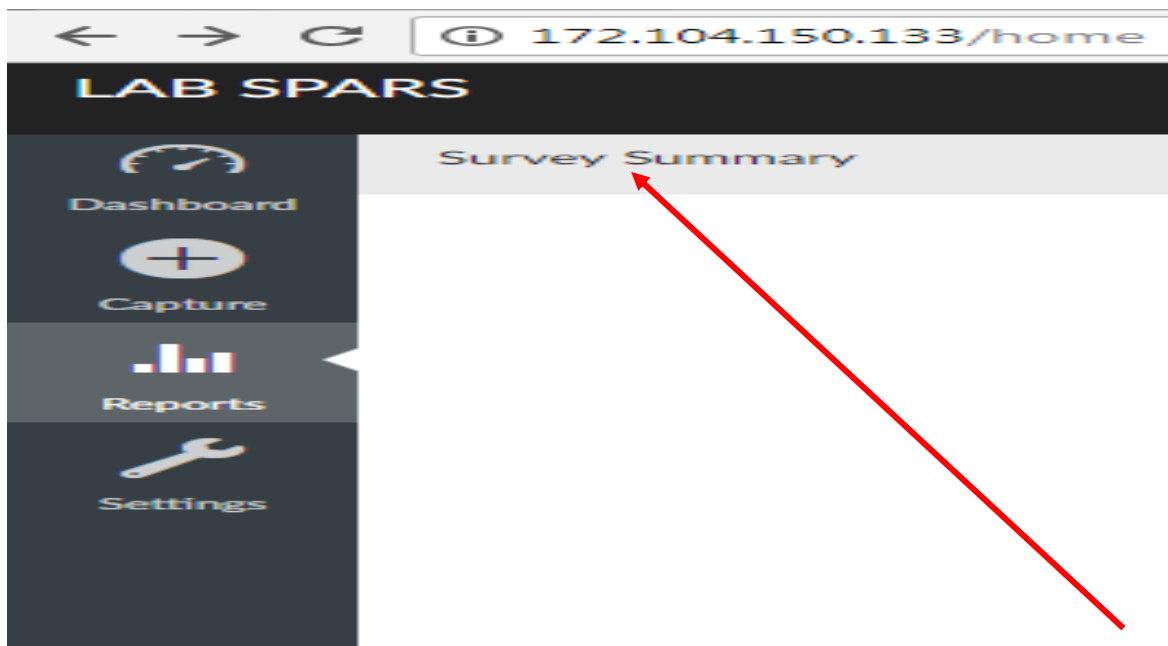 172.104.150.133/home
LAB SPARS
Survey Summary
Dashboard
Capture
Reports
Settings